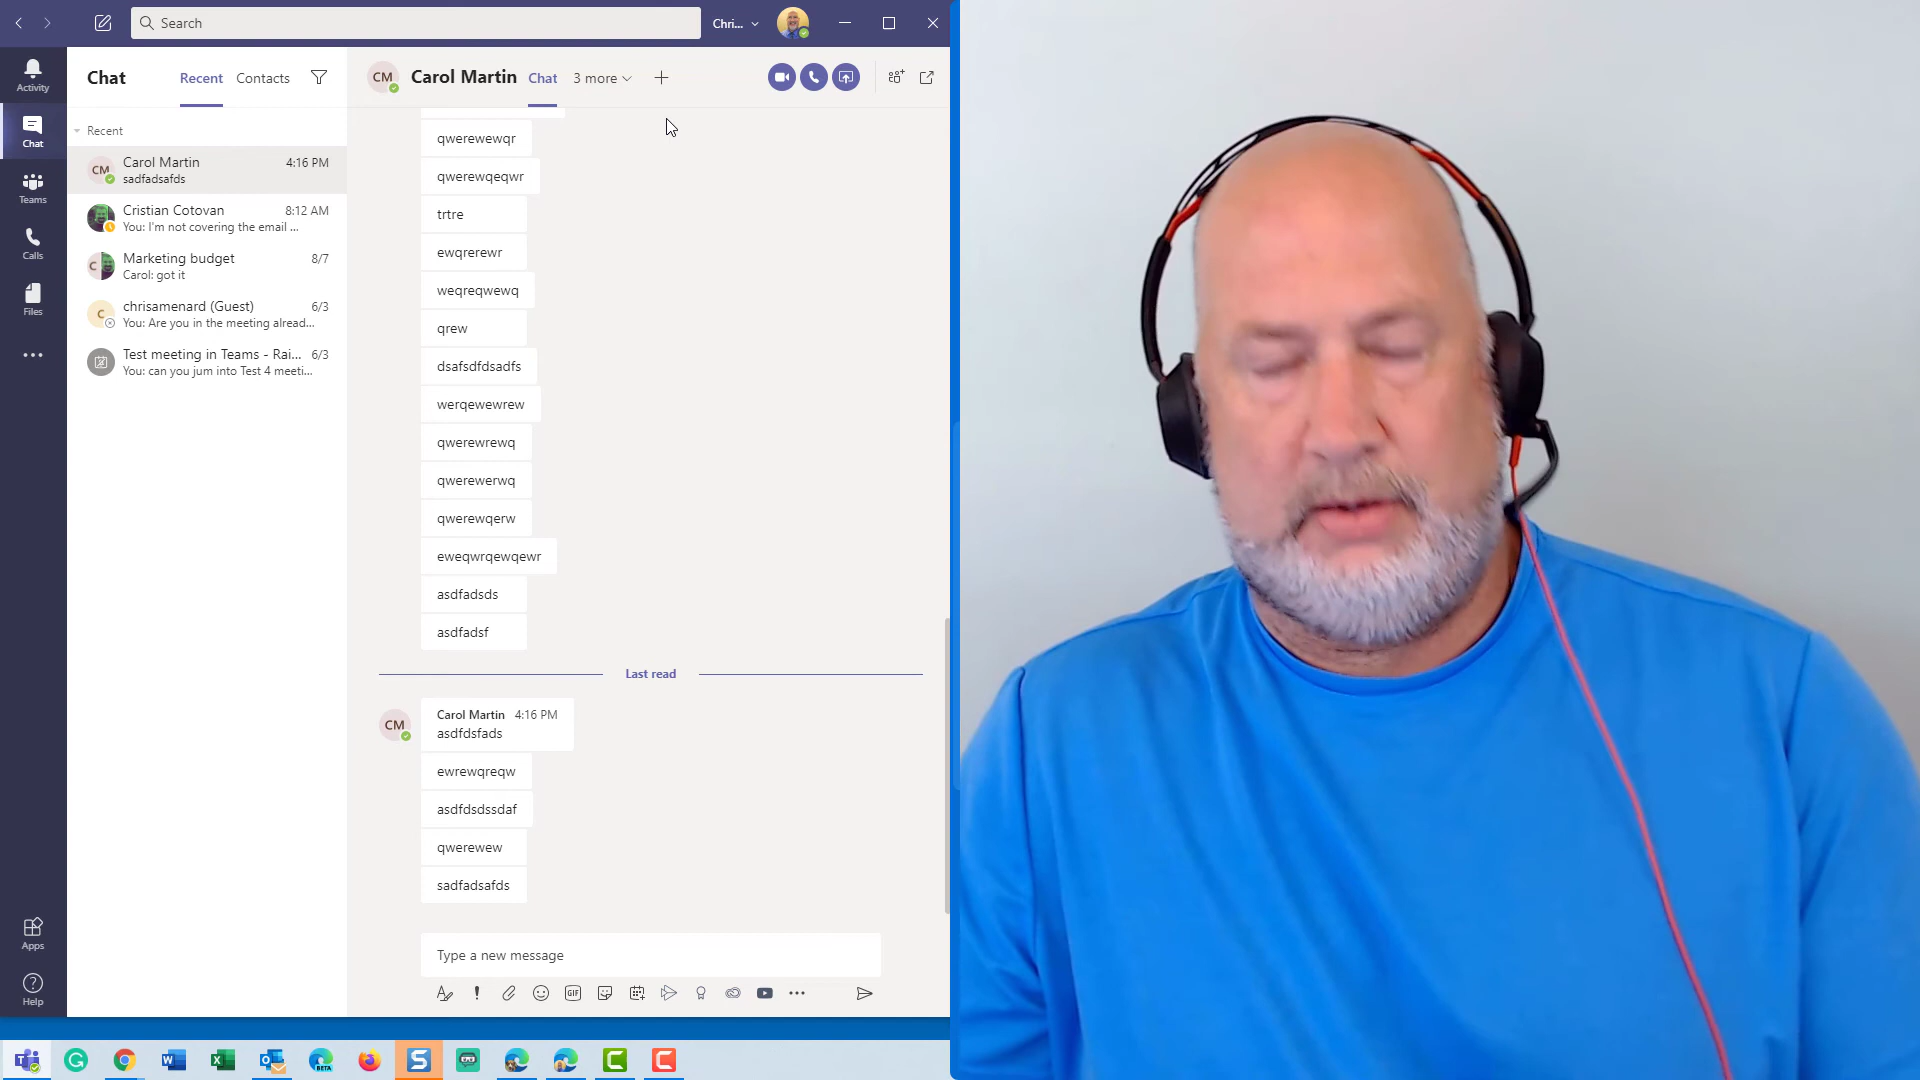 Search
Chri...
Activity
Chat
Teams
Calls
Files
Apps
Help
Chat
Recent
Contacts
Recent
CM
Carol Martin
4:16 PM
sadfadsafds
Cristian Cotovan
8:12 AM
You: I'm not covering the email ...
C
Marketing budget
8/7
Carol: got it
C
chrisamenard (Guest)
6/3
You: Are you in the meeting alread...
Test meeting in Teams - Rai...
6/3
You: can you jum into Test 4 meeti...
CM
Carol Martin
Chat
3 more
qwerewewqr
qwerewqeqwr
trtre
ewqrerewr
weqreqwewq
qrew
dsafsdfdsadfs
werqewewrew
qwerewrewq
qwerewerwq
qwerewqerw
eweqwrqewqewr
asdfadsds
asdfadsf
Last read
CM
Carol Martin 4:16 PM
asdfdsfads
ewrewqreqw
asdfdsdssdaf
qwerewew
sadfadsafds
Type a new message
GIF
BETA